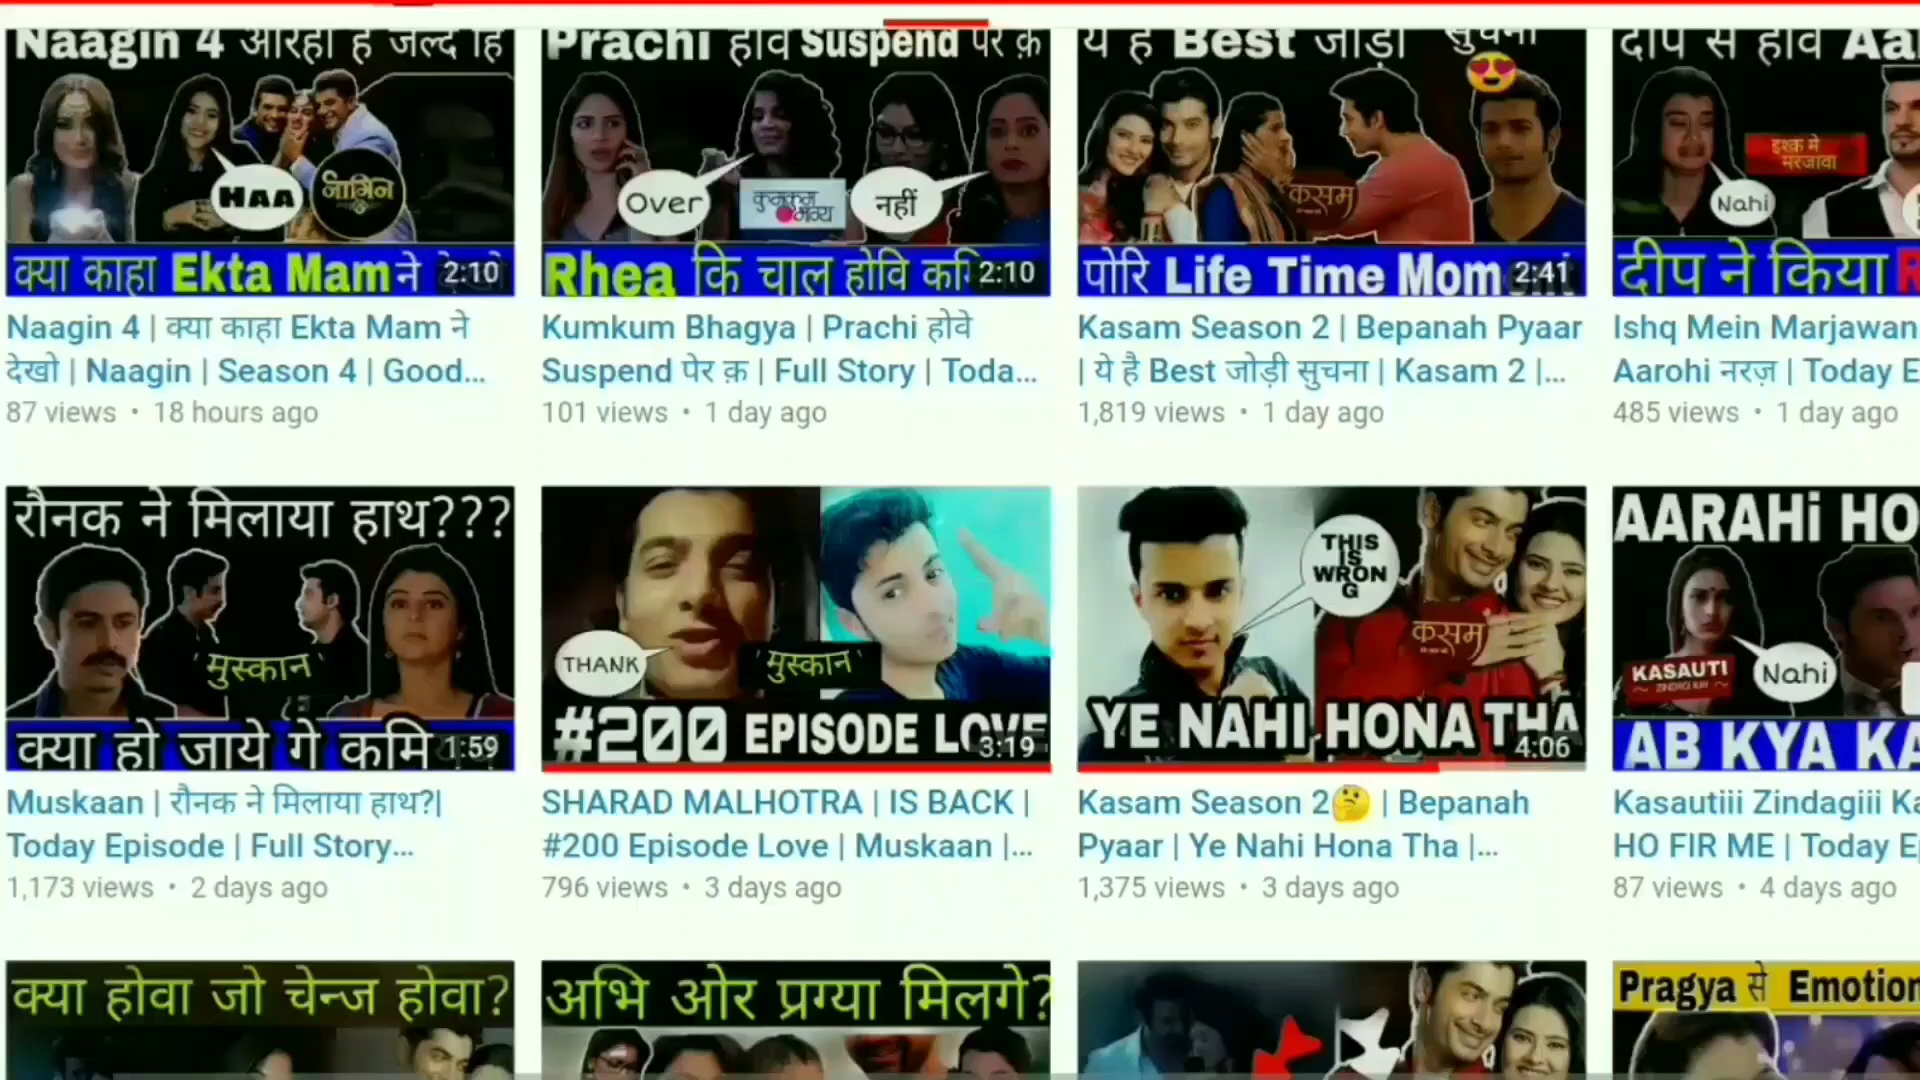 Naagin 4 आरहा है जल्द हि
HAA
नागिन
क्या काहा Ekta Mam ने
2:10
Naagin 4 | क्या काहा Ekta Mam ने
देखो | Naagin | Season 4 | Good...
87 views • 18 hours ago
Prachi होवे Suspend पेर क़
Over
कुमकुम
भाग्य
नहीं
Rhea कि चाल होवि
2:10
Kumkum Bhagya | Prachi होवे
Suspend पेर क़ | Full Story | Toda...
101 views • 1 day ago
ये है Best जोड़ी सुचना
कसम
पोरि Life Time Mom
2:41
Kasam Season 2 | Bepanah Pyaar
| ये है Best जोड़ी सुचना | Kasam 2 |...
1,819 views • 1 day ago
दीप से होवे Aa
इश्क़ में
मरजावां
Nahi
दीप ने किया R
Ishq Mein Marjawan
Aarohi नरज़ | Today E
485 views • 1 day ago
रौनक ने मिलाया हाथ???
मुस्कान
क्या हो जाये गे कमि
1:59
Muskaan | रौनक ने मिलाया हाथ?|
Today Episode | Full Story...
1,173 views • 2 days ago
THANK
मुस्कान
#200 EPISODE LOVE
3:19
SHARAD MALHOTRA | IS BACK |
#200 Episode Love | Muskaan |...
796 views • 3 days ago
THIS
IS
WRON
G
कसम
YE NAHI HONA THA
4:06
Kasam Season 2🤔 | Bepanah
Pyaar | Ye Nahi Hona Tha |...
1,375 views • 3 days ago
AARAHi HO
KASAUTI
ZINDAGII KAY
Nahi
AB KYA KA
Kasautiii Zindagiii Ka
HO FIR ME | Today Ep
87 views • 4 days ago
क्या होवा जो चेन्ज होवा?
अभि ओर प्रग्या मिलगे?
Pragya से Emotion